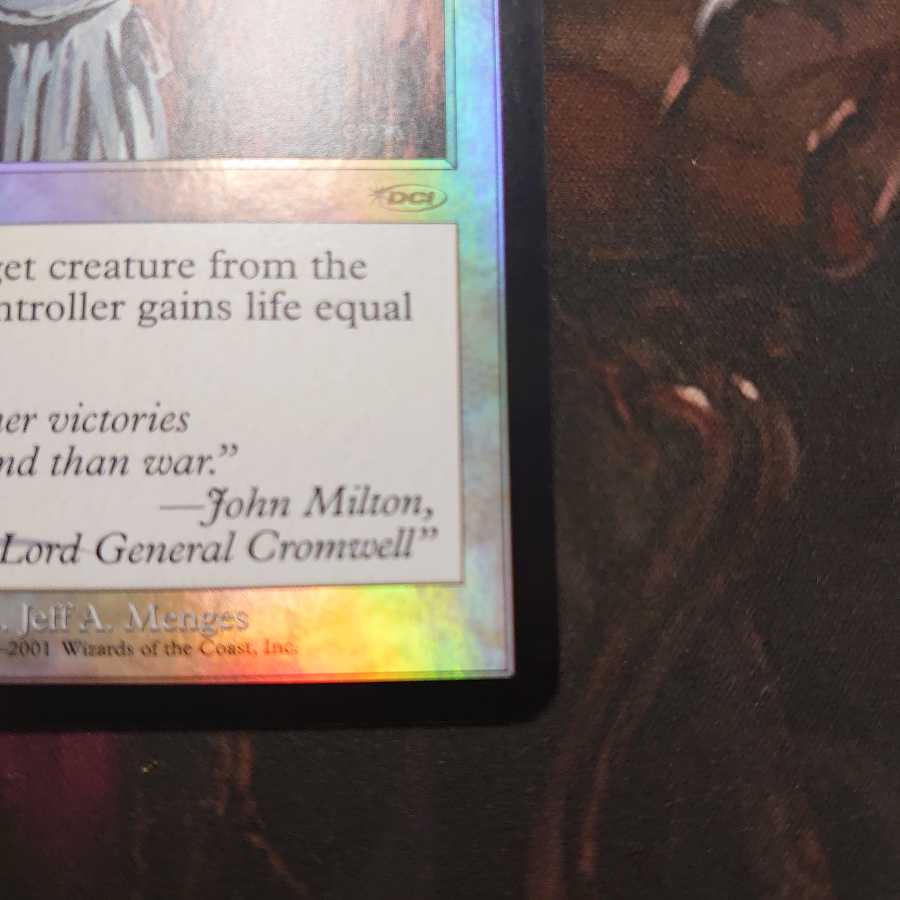 DCI
get creature from the
ntroller gains life equal
er victories
nd than war.”
—John Milton,
Lord General Cromwell”
. Jeff A. Menges
–2001 Wizards of the Coast, Inc.